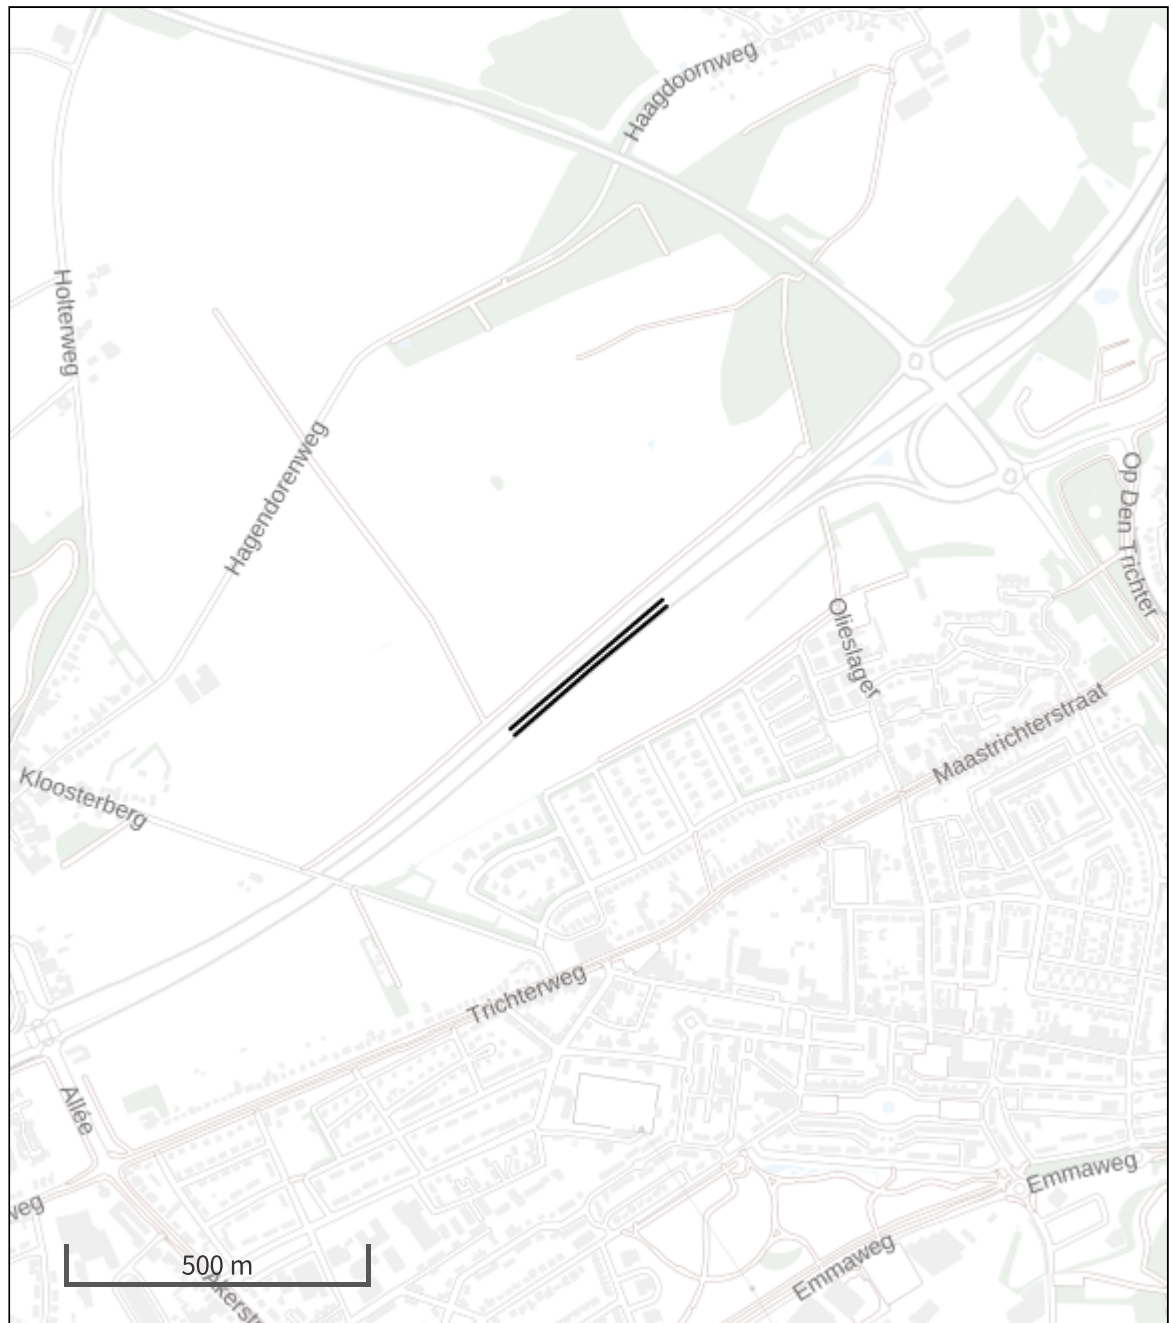 Haagdoornweg
Holterweg
Hagendorenweg
Op Den Trichter
Olieslager
Maastrichterstraat
Kloosterberg
Trichterweg
Allée
Emmaweg
weg
Emmaweg
500 m